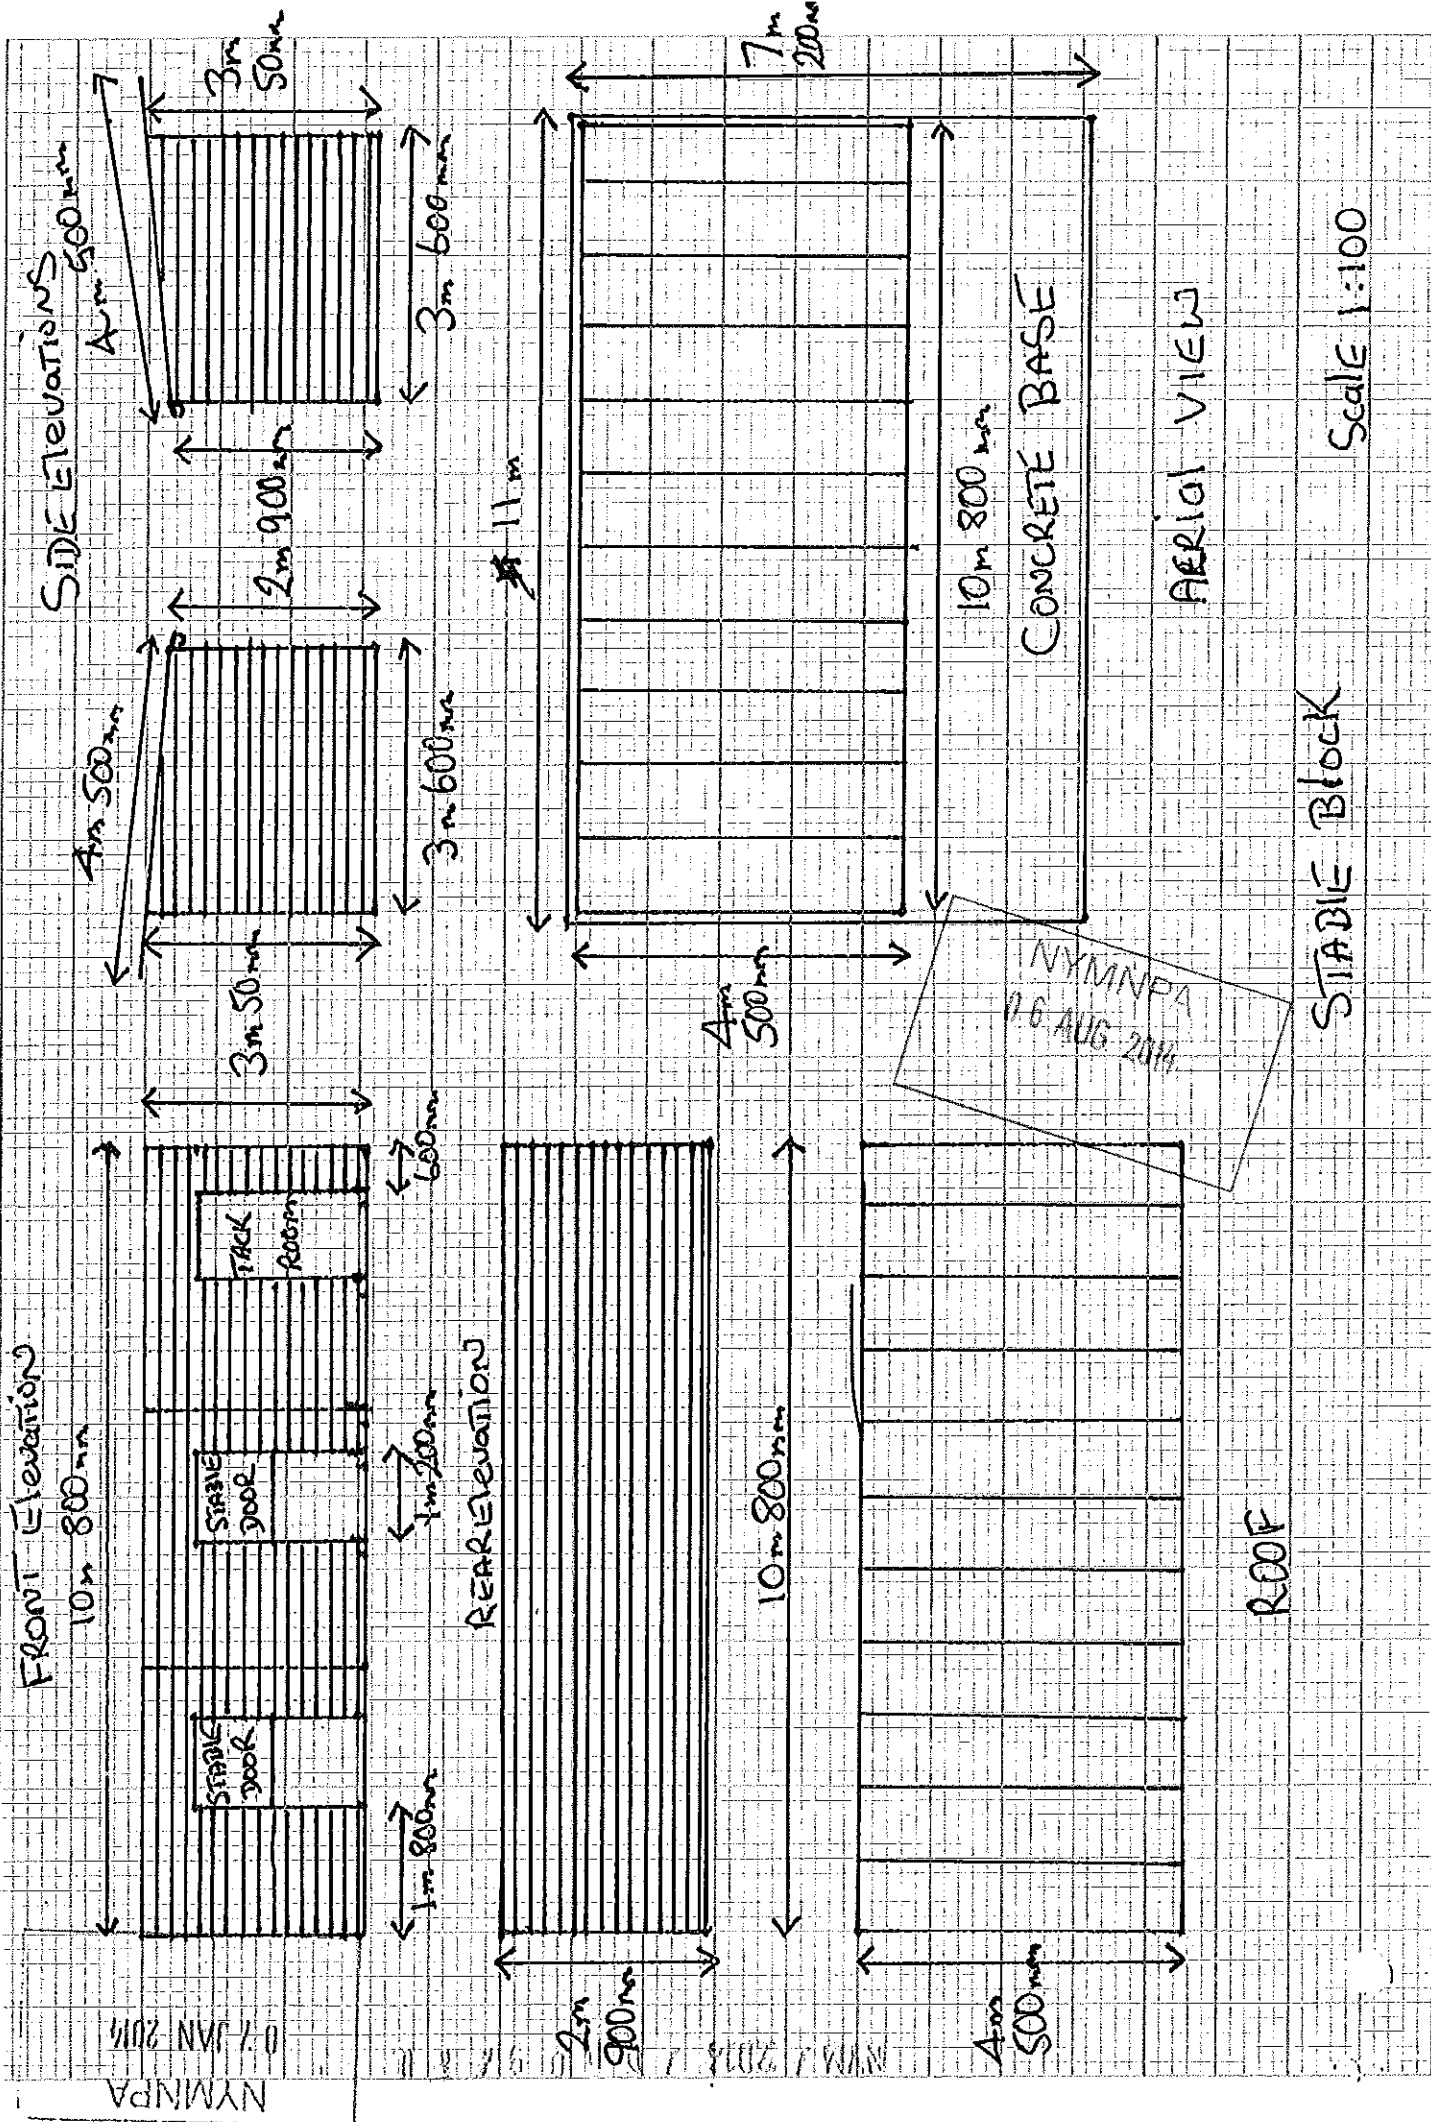 FRONT Elevation
10m 800mm
3m 50mm
TACK
ROOM
STABLE
DOOR
STABLE
DOOR
1m 800mm
1m 200mm
600mm
REAR Elevation
2m
900mm
10m 800mm
4m
500mm
ROOF
SIDE Elevations
4m 500mm
4m 500mm
2m 900mm
3m
50mm
3m 600mm
3m 600mm
11m
7m
200mm
4m
500mm
10m 800mm
CONCRETE BASE
AERIAL VIEW
STABLE Block
Scale 1:100
NYMNPA
06 AUG 2014
NYMNPA
07 JAN 2014